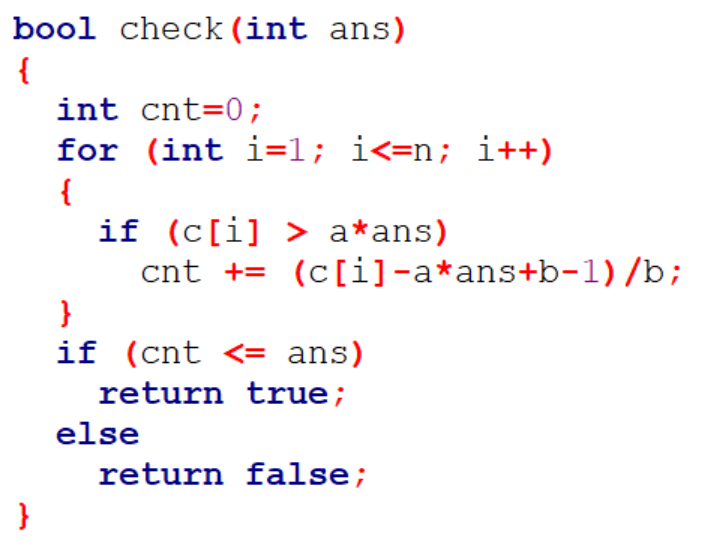 bool check(int ans)
{
  int cnt=0;
  for (int i=1; i<=n; i++)
  {
    if (c[i] > a*ans)
      cnt += (c[i]-a*ans+b-1)/b;
  }
  if (cnt <= ans)
    return true;
  else
    return false;
}